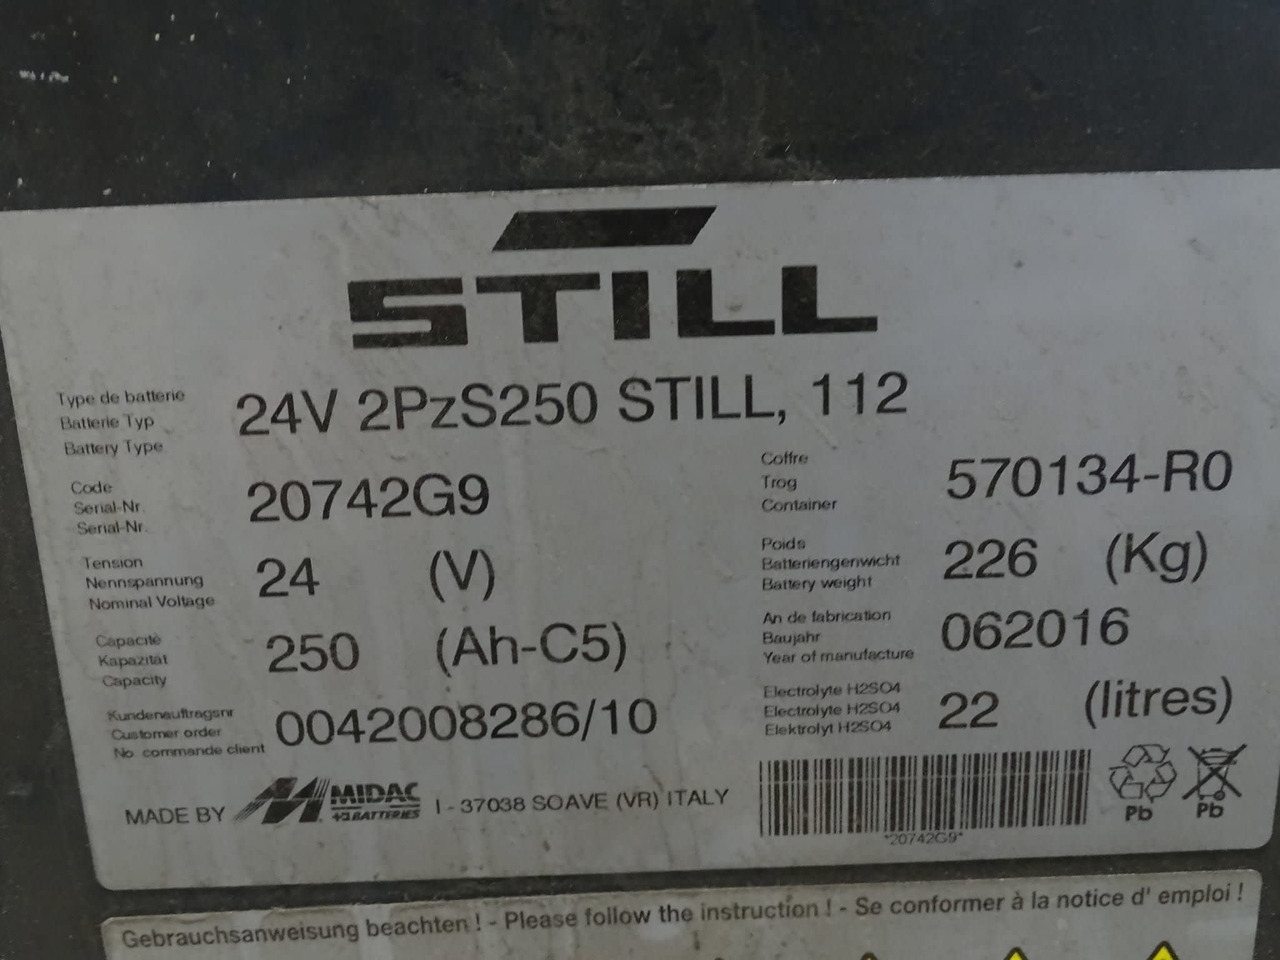 STILL
Type de batterie
Batterie Typ
Battery Type
24V 2PzS250 STILL, 112
Code
Serial-Nr.
Serial-Nr.
20742G9
Coffre
Trog
Container
570134-R0
Tension
Nennspannung
Nominal Voltage
24 (V)
Poids
Batteriengenwicht
Battery weight
226 (Kg)
Capacité
Kapazität
Capacity
250 (Ah-C5)
An de fabrication
Baujahr
Year of manufacture
062016
Kundenauftragsnr
Customer order
No. commande client
0042008286/10
Electrolyte H2SO4
Electrolyte H2SO4
Elektrolyt H2SO4
22 (litres)
MADE BY MIDAC BATTERIES I - 37038 SOAVE (VR) ITALY
*20742G9*
Pb Pb
Gebrauchsanweisung beachten ! - Please follow the instruction ! - Se conformer à la notice d' emploi !